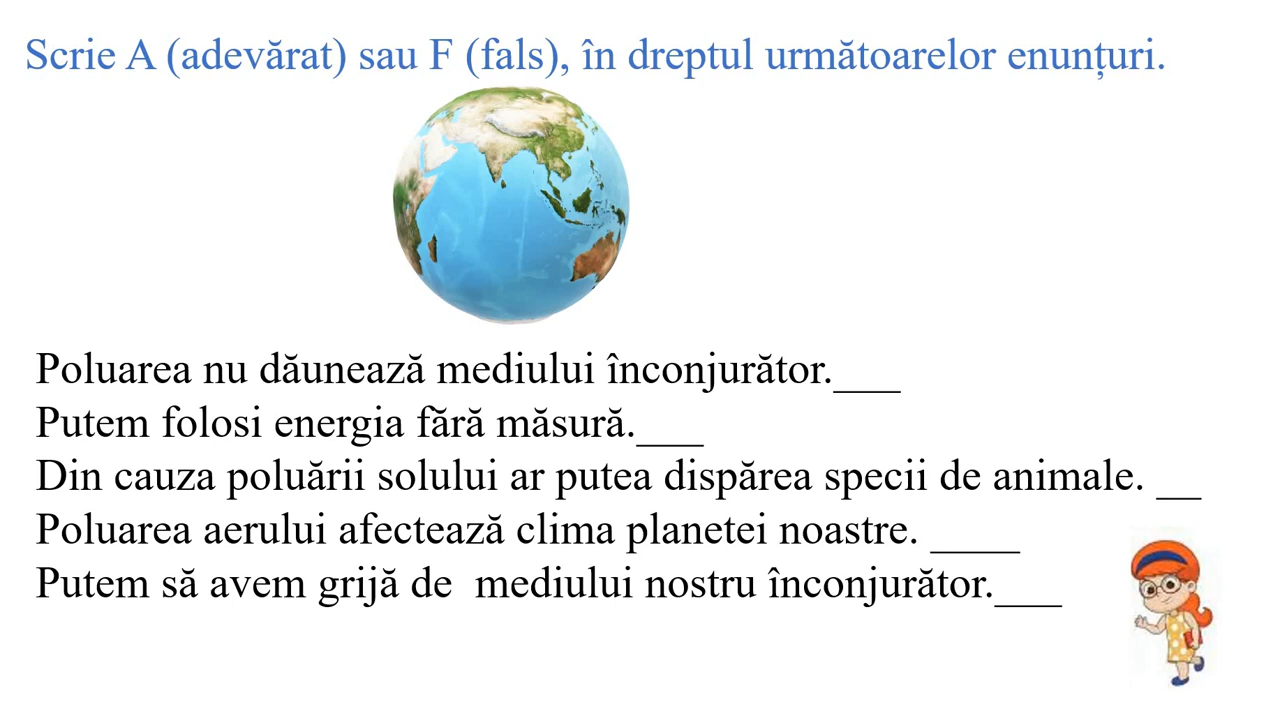 Scrie A (adevărat) sau F (fals), în dreptul următoarelor enunțuri.
Poluarea nu dăunează mediului înconjurător.___
Putem folosi energia fără măsură.___
Din cauza poluării solului ar putea dispărea specii de animale. __
Poluarea aerului afectează clima planetei noastre. ____
Putem să avem grijă de  mediului nostru înconjurător.___